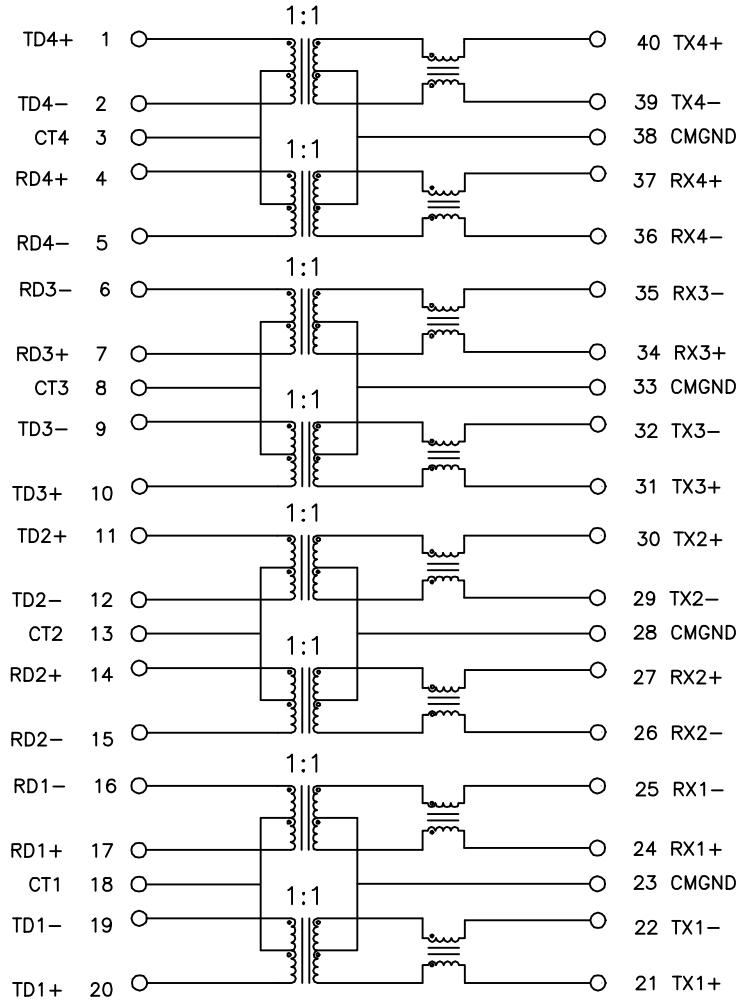 1:1
TD4+ 1 40 TX4+
TD4− 2 39 TX4−
CT4 3 38 CMGND
1:1
RD4+ 4 37 RX4+
RD4− 5 36 RX4−
1:1
RD3− 6 35 RX3−
RD3+ 7 34 RX3+
CT3 8 33 CMGND
1:1
TD3− 9 32 TX3−
TD3+ 10 31 TX3+
1:1
TD2+ 11 30 TX2+
TD2− 12 29 TX2−
CT2 13 28 CMGND
1:1
RD2+ 14 27 RX2+
RD2− 15 26 RX2−
1:1
RD1− 16 25 RX1−
RD1+ 17 24 RX1+
CT1 18 23 CMGND
1:1
TD1− 19 22 TX1−
TD1+ 20 21 TX1+